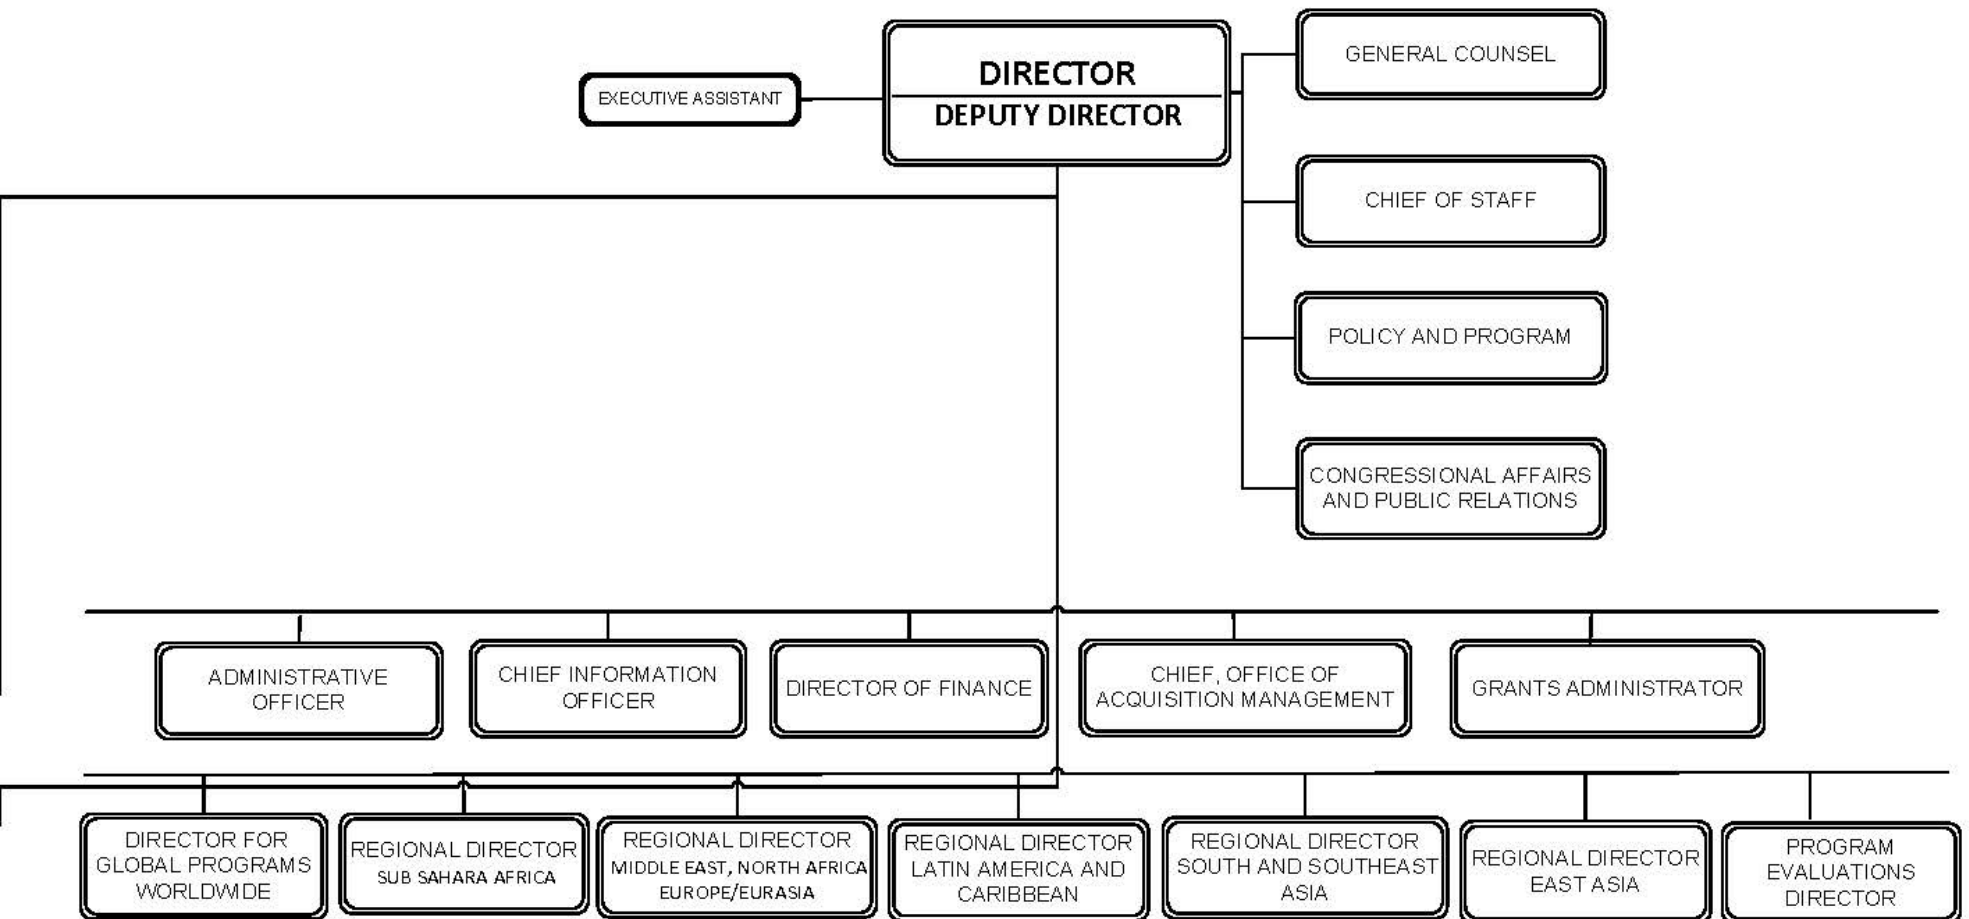 DIRECTOR
DEPUTY DIRECTOR
EXECUTIVE ASSISTANT
GENERAL COUNSEL
CHIEF OF STAFF
POLICY AND PROGRAM
CONGRESSIONAL AFFAIRS
AND PUBLIC RELATIONS
ADMINISTRATIVE
OFFICER
CHIEF INFORMATION
OFFICER
DIRECTOR OF FINANCE
CHIEF, OFFICE OF
ACQUISITION MANAGEMENT
GRANTS ADMINISTRATOR
DIRECTOR FOR
GLOBAL PROGRAMS
WORLDWIDE
REGIONAL DIRECTOR
SUB SAHARA AFRICA
REGIONAL DIRECTOR
MIDDLE EAST, NORTH AFRICA
EUROPE/EURASIA
REGIONAL DIRECTOR
LATIN AMERICA AND
CARIBBEAN
REGIONAL DIRECTOR
SOUTH AND SOUTHEAST
ASIA
REGIONAL DIRECTOR
EAST ASIA
PROGRAM
EVALUATIONS
DIRECTOR